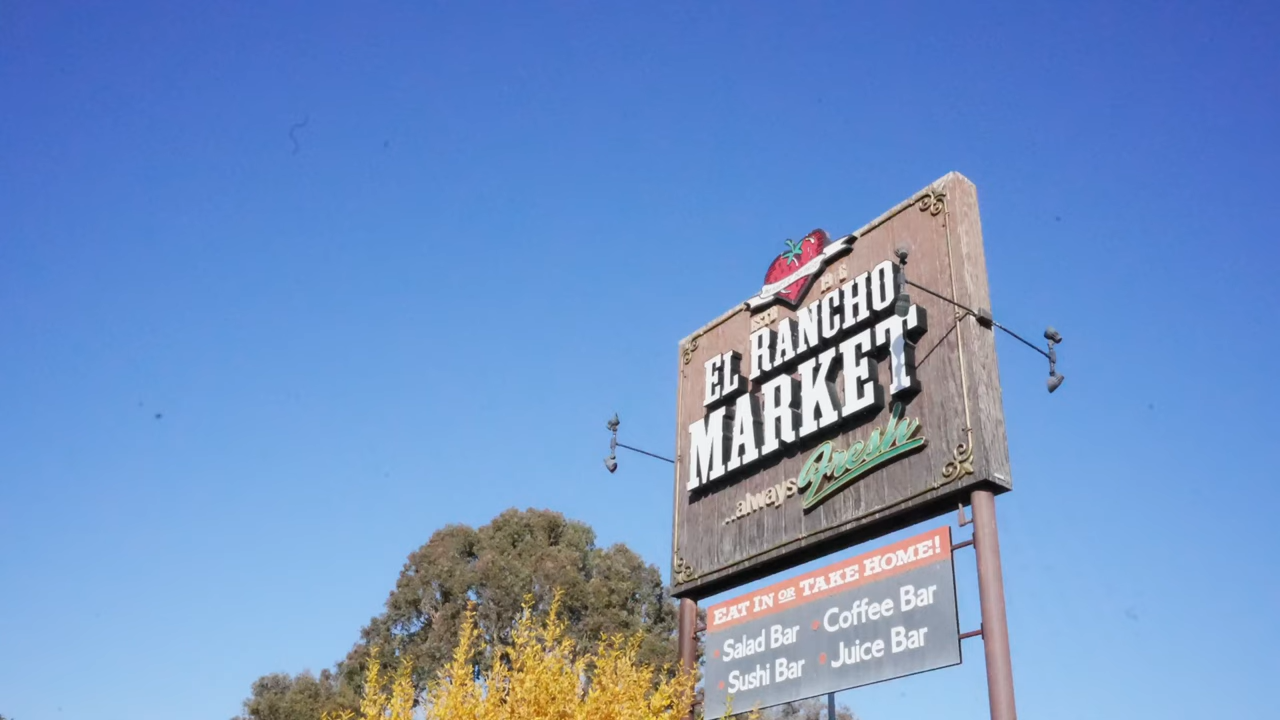 EL RANCHO
MARKET
...always Fresh
EAT IN OR TAKE HOME!
Salad Bar
Coffee Bar
Sushi Bar
Juice Bar